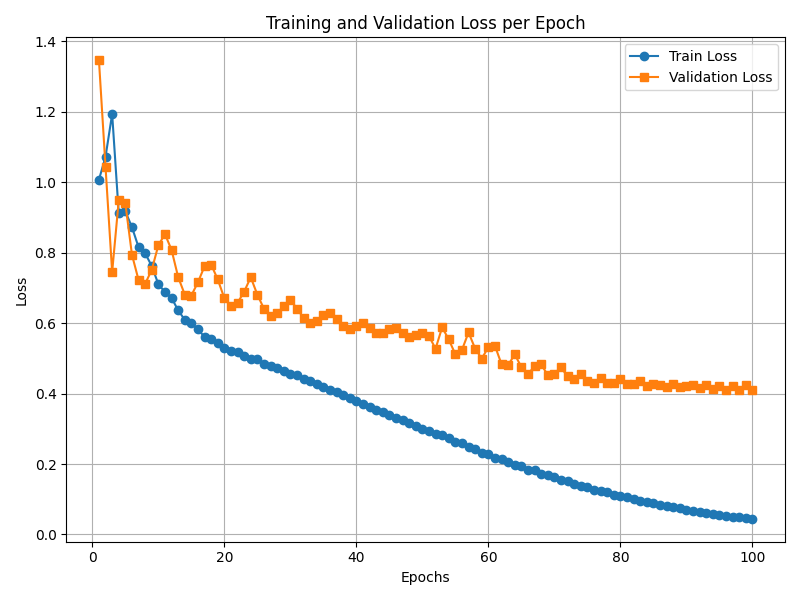 Training and Validation Loss per Epoch
Train Loss
Validation Loss
1.4
1.2
1.0
0.8
0.6
0.4
0.2
0.0
Loss
0 20 40 60 80 100
Epochs